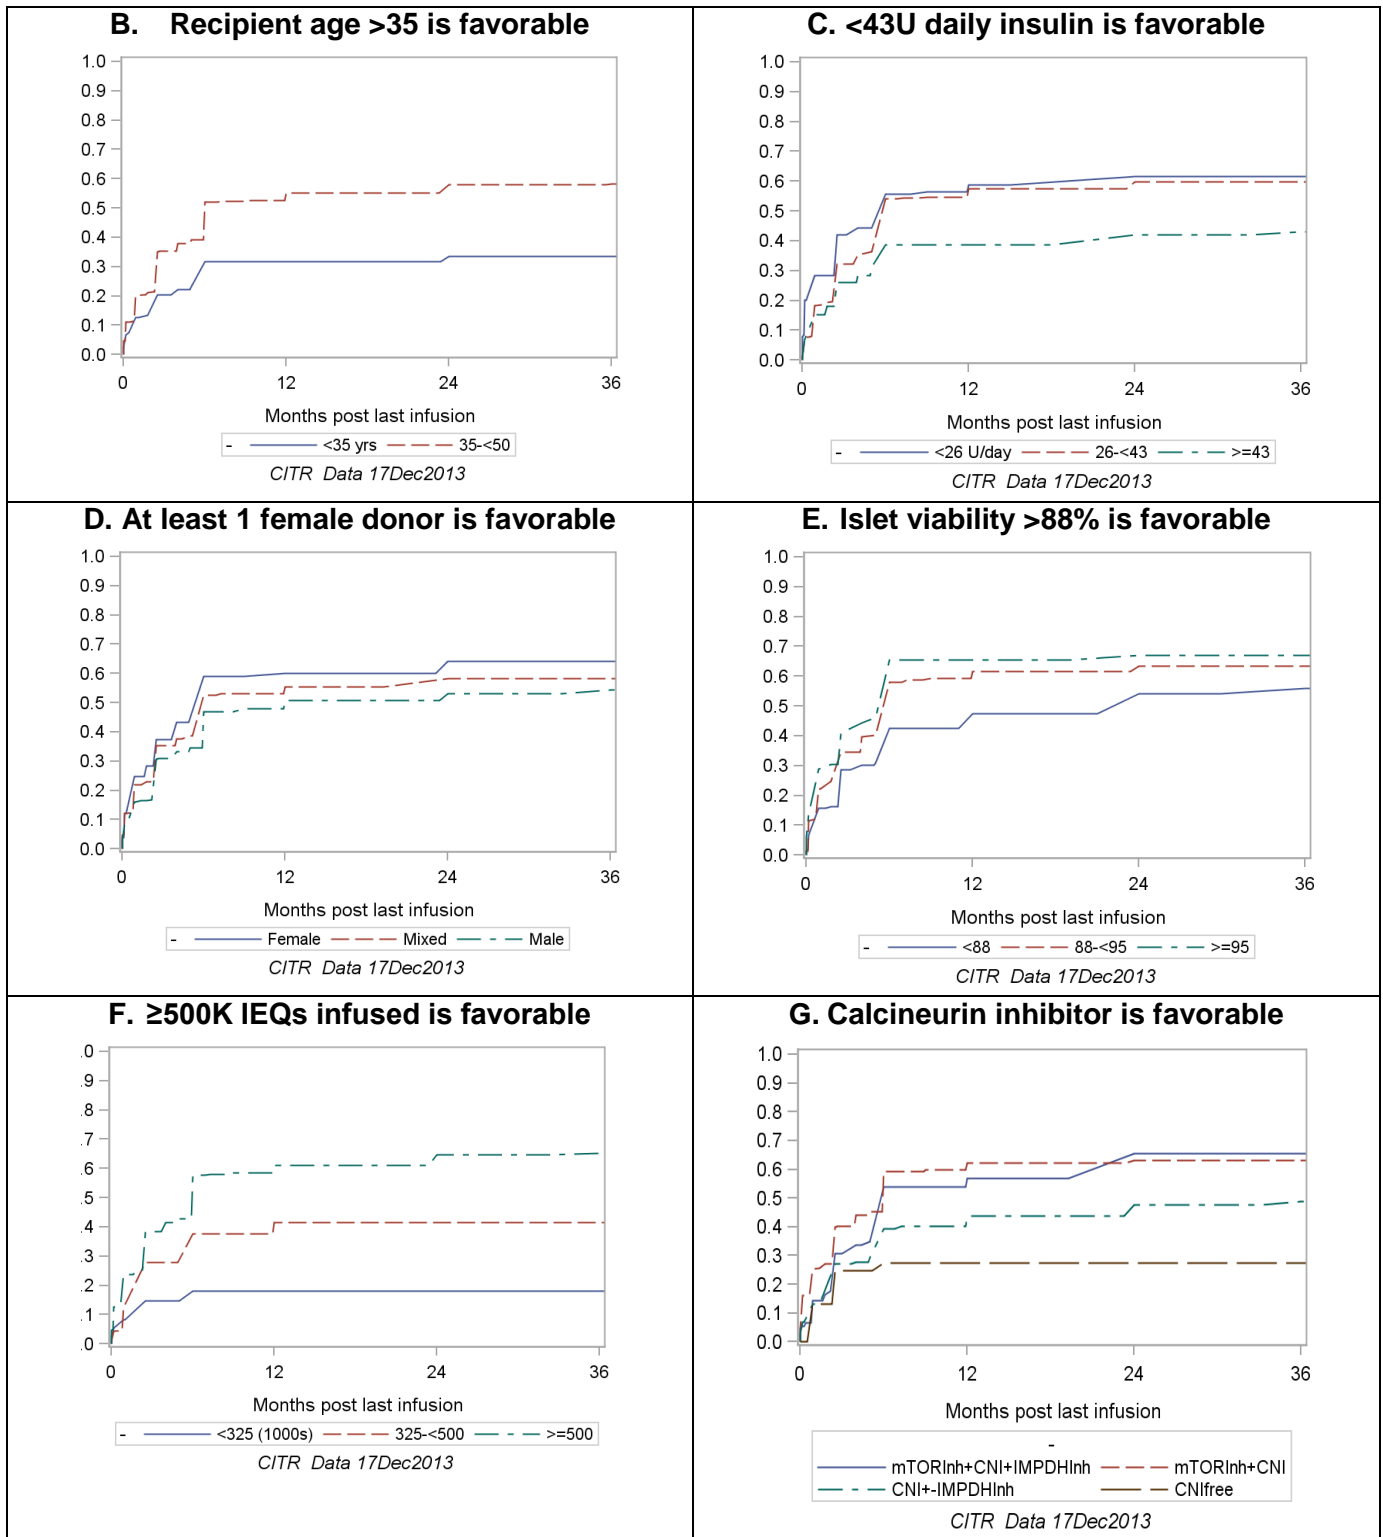 B. Recipient age >35 is favorable
1.0
0.9
0.8
0.7
0.6
0.5
0.4
0.3
0.2
0.1
0.0
0 12 24 36
Months post last infusion
- <35 yrs 35-<50
CITR Data 17Dec2013
C. <43U daily insulin is favorable
1.0
0.9
0.8
0.7
0.6
0.5
0.4
0.3
0.2
0.1
0.0
0 12 24 36
Months post last infusion
- <26 U/day 26-<43 >=43
CITR Data 17Dec2013
D. At least 1 female donor is favorable
1.0
0.9
0.8
0.7
0.6
0.5
0.4
0.3
0.2
0.1
0.0
0 12 24 36
Months post last infusion
- Female Mixed Male
CITR Data 17Dec2013
E. Islet viability >88% is favorable
1.0
0.9
0.8
0.7
0.6
0.5
0.4
0.3
0.2
0.1
0.0
0 12 24 36
Months post last infusion
- <88 88-<95 >=95
CITR Data 17Dec2013
F. ≥500K IEQs infused is favorable
.0
.9
.8
.7
.6
.5
.4
.3
.2
.1
.0
0 12 24 36
Months post last infusion
- <325 (1000s) 325-<500 >=500
CITR Data 17Dec2013
G. Calcineurin inhibitor is favorable
1.0
0.9
0.8
0.7
0.6
0.5
0.4
0.3
0.2
0.1
0.0
0 12 24 36
Months post last infusion
-
mTORInh+CNI+IMPDHInh mTORInh+CNI
CNI+-IMPDHInh CNIfree
CITR Data 17Dec2013